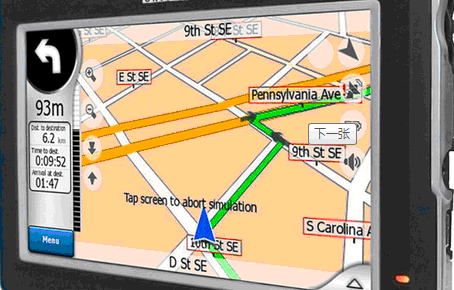 9th St SE
E St SE
93m
Pennsylvania Ave
Dist. to destination
6.2 km
Time to dest.
0:09:52
Arrival at dest.
01:47
下一张
9th St SE
Tap screen to abort simulation
S Carolina A
10th St SE
Menu
D St SE